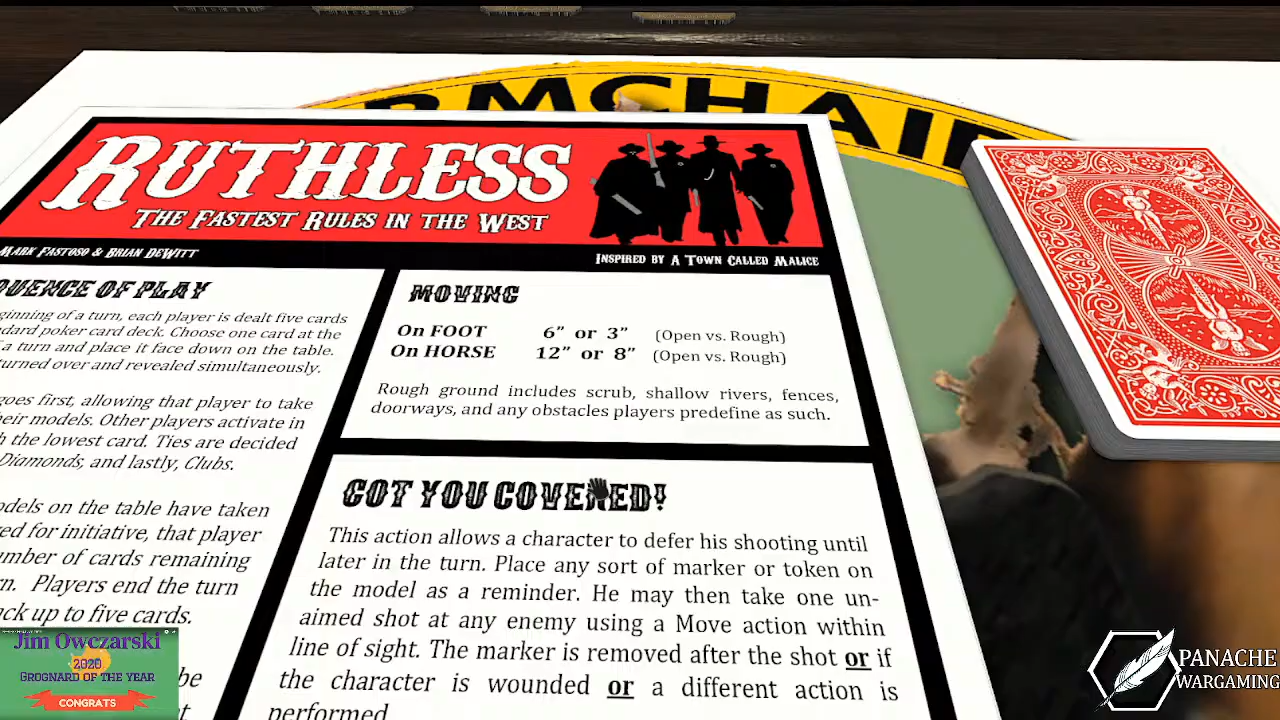 RMCHAIR
RUTHLESS
THE FASTEST RULES IN THE WEST
MARK FASTOSO & BRIAN DEWITT
INSPIRED BY A TOWN CALLED MALICE
QUENCE OF PLAY
ginning of a turn, each player is dealt five cards
dard poker card deck. Choose one card at the
a turn and place it face down on the table.
turned over and revealed simultaneously.
goes first, allowing that player to take
heir models. Other players activate in
h the lowest card. Ties are decided
Diamonds, and lastly, Clubs.
odels on the table have taken
ed for initiative, that player
umber of cards remaining
n. Players end the turn
ck up to five cards.
be
MOVING
On FOOT 6” or 3” (Open vs. Rough)
On HORSE 12” or 8” (Open vs. Rough)
Rough ground includes scrub, shallow rivers, fences,
doorways, and any obstacles players predefine as such.
GOT YOU COVERED!
This action allows a character to defer his shooting until
later in the turn. Place any sort of marker or token on
the model as a reminder. He may then take one un-
aimed shot at any enemy using a Move action within
line of sight. The marker is removed after the shot or if
the character is wounded or a different action is
performed
Jim Owczarski
2020
GROGNARD OF THE YEAR
CONGRATS
PANACHE
WARGAMING